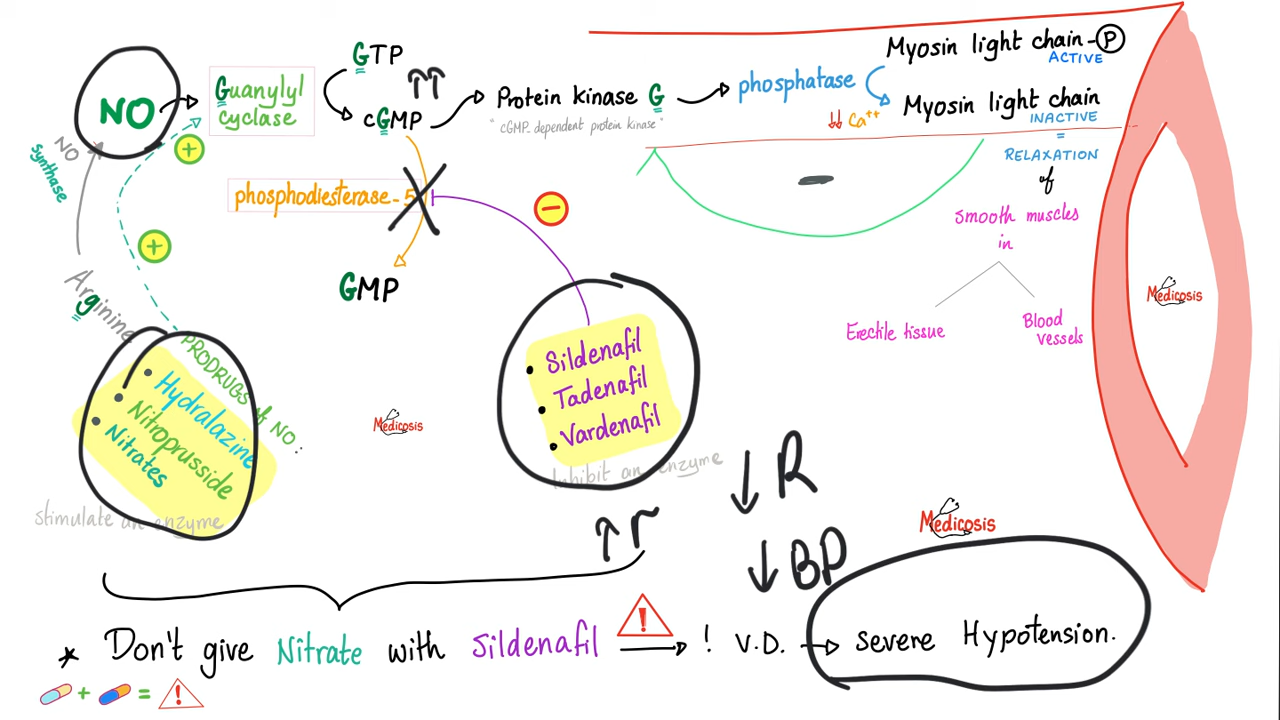 GTP
↑↑
NO
Guanylyl
cyclase
cGMP
Protein kinase G
"cGMP. dependent protein kinase"
phosphatase
Myosin light chain-P
ACTIVE
↓↓ Ca++
Myosin light chain
INACTIVE
=
RELAXATION
of
Smooth muscles
in
Erectile tissue
Blood
vessels
NO
synthase
+
+
phosphodiesterase-5
−
GMP
Arginine
PRODRUGS of NO:
• Hydralazine
• Nitroprusside
• Nitrates
stimulate an enzyme
• Sildenafil
• Tadenafil
• Vardenafil
Inhibit an enzyme
Medicosis
Medicosis
Medicosis
↑ r
↓ R
↓ BP
* Don't give Nitrate with Sildenafil ! → ! V.D. → severe Hypotension.
+ = !